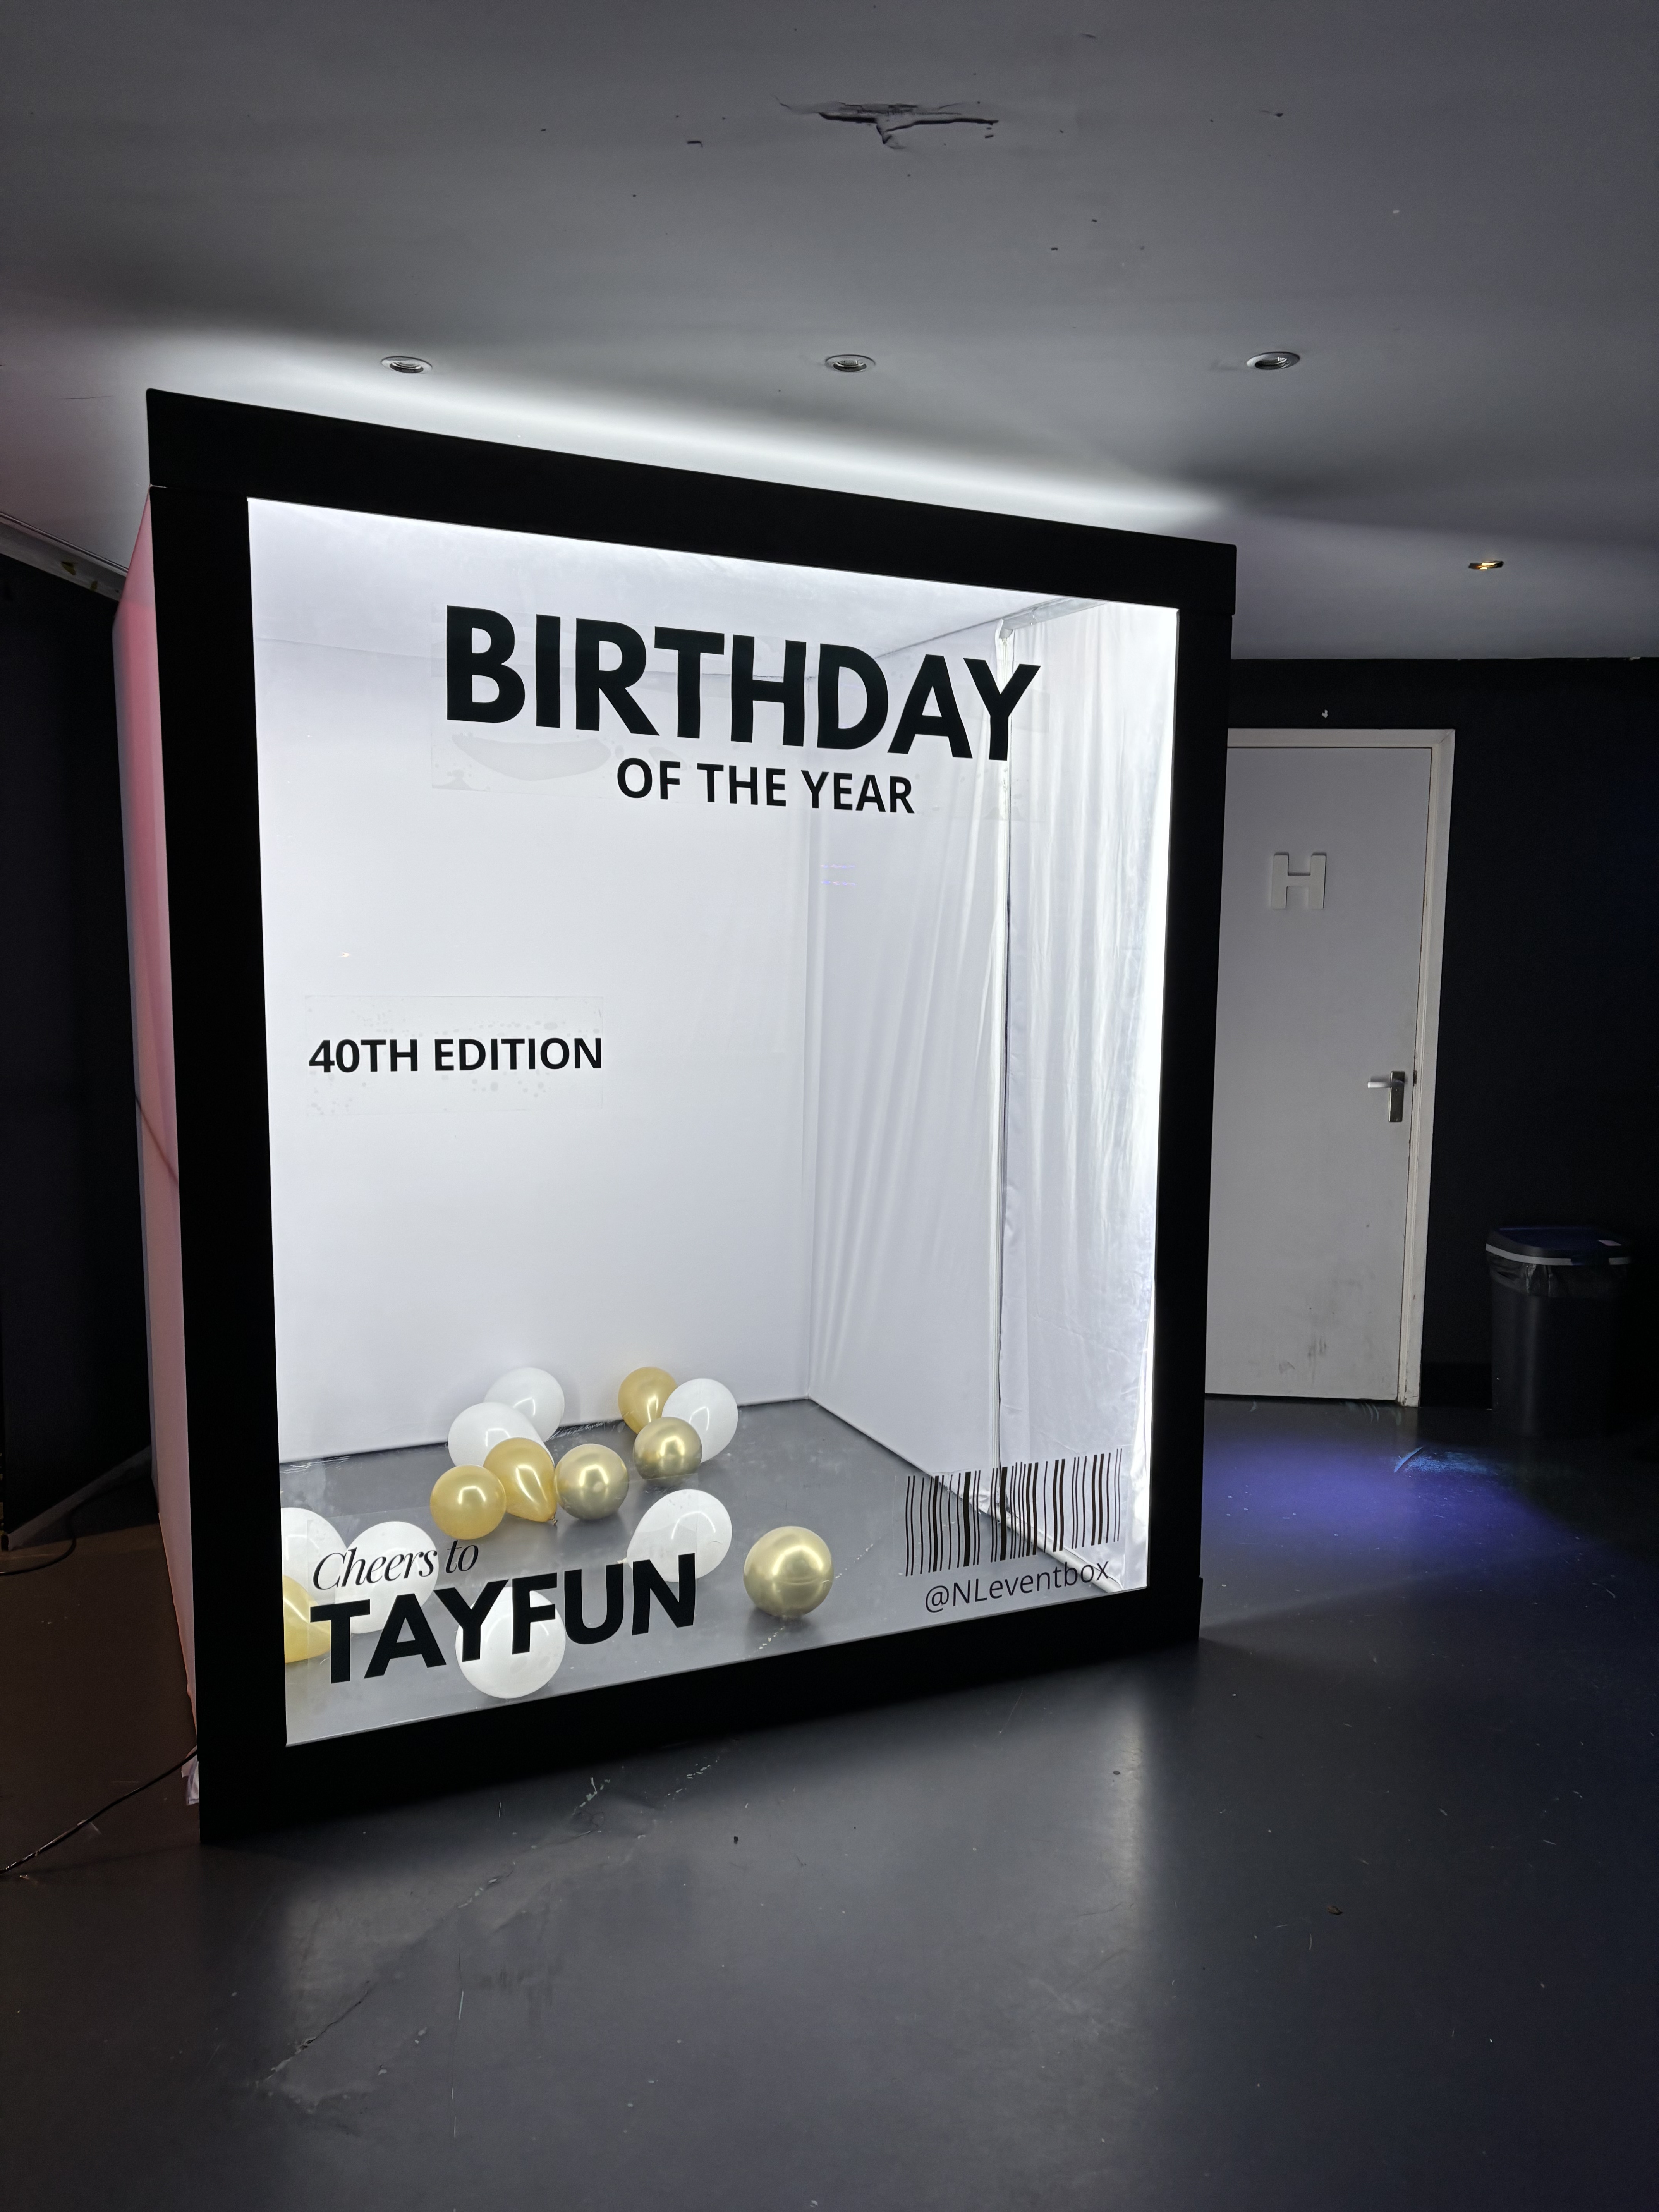 BIRTHDAY
OF THE YEAR
40TH EDITION
Cheers to
TAYFUN
@NLeventbox
H